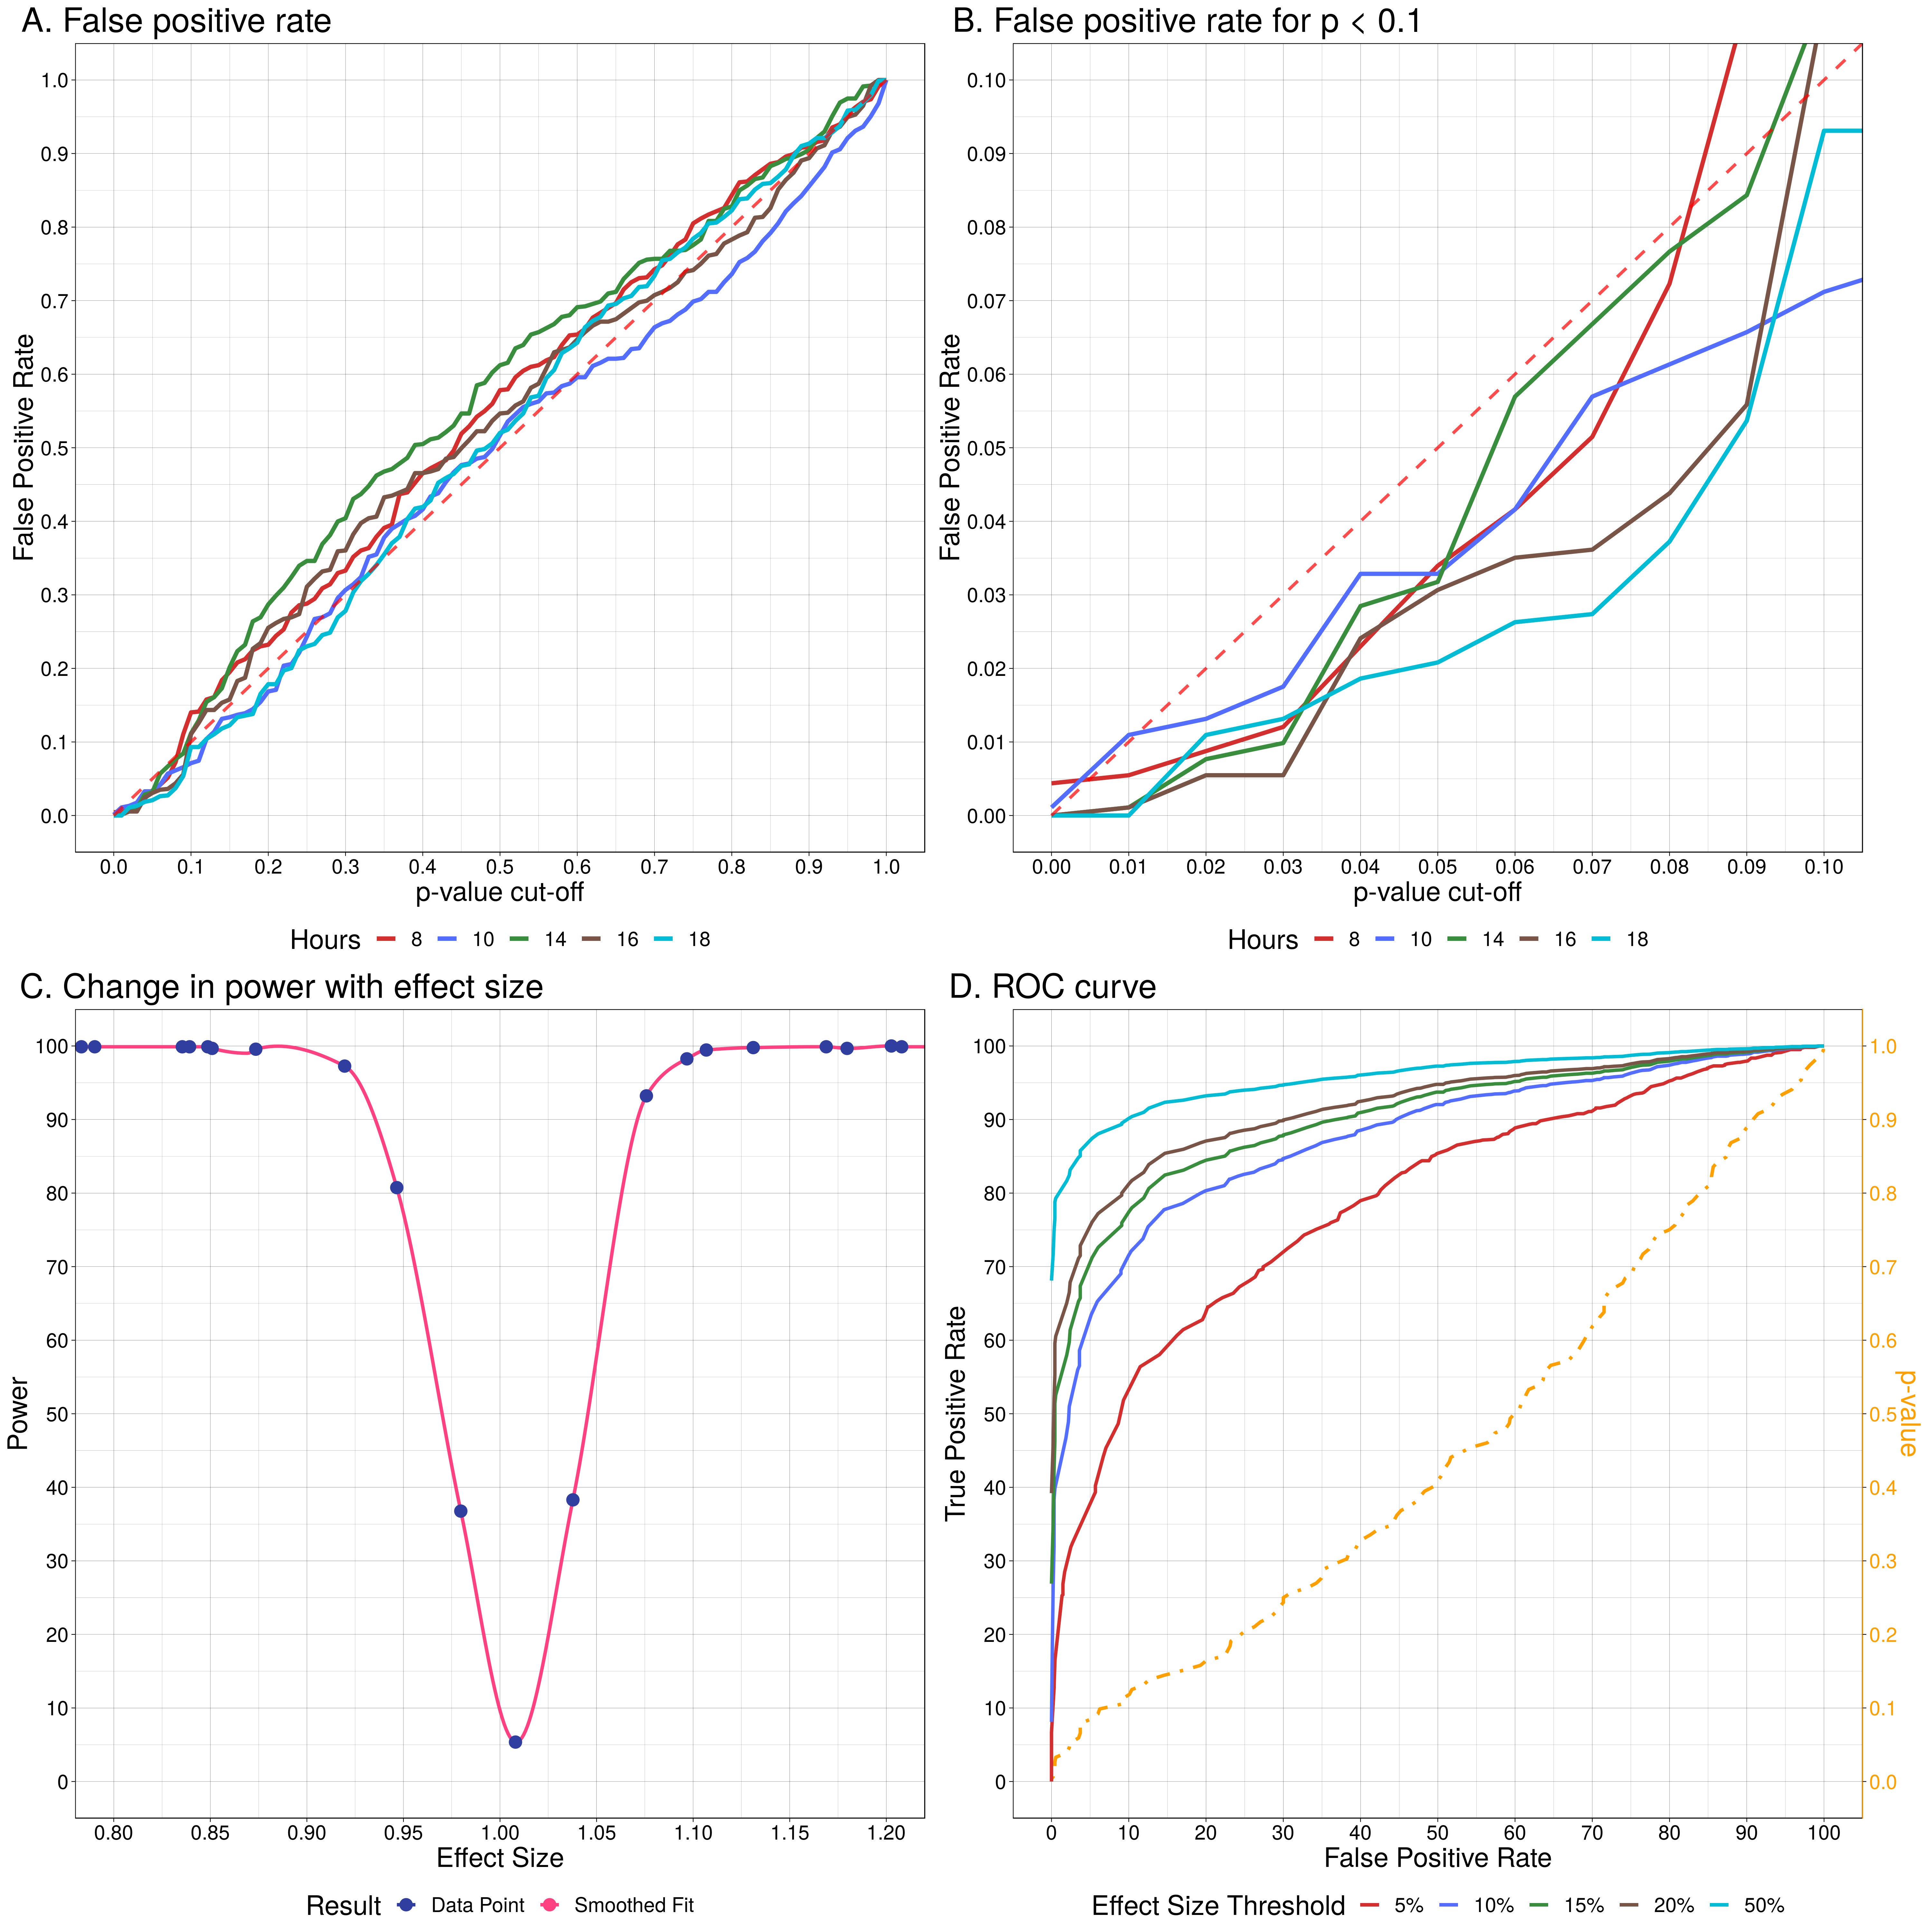 A. False positive rate
1.0
0.9
0.8
0.7
0.6
0.5
0.4
0.3
0.2
0.1
0.0
False Positive Rate
0.0 0.1 0.2 0.3 0.4 0.5 0.6 0.7 0.8 0.9 1.0
p-value cut-off
Hours 8 10 14 16 18
B. False positive rate for p < 0.1
0.10
0.09
0.08
0.07
0.06
0.05
0.04
0.03
0.02
0.01
0.00
False Positive Rate
0.00 0.01 0.02 0.03 0.04 0.05 0.06 0.07 0.08 0.09 0.10
p-value cut-off
Hours 8 10 14 16 18
C. Change in power with effect size
100
90
80
70
60
50
40
30
20
10
0
Power
0.80 0.85 0.90 0.95 1.00 1.05 1.10 1.15 1.20
Effect Size
Result Data Point Smoothed Fit
D. ROC curve
100
90
80
70
60
50
40
30
20
10
0
True Positive Rate
1.0
0.9
0.8
0.7
0.6
0.5
0.4
0.3
0.2
0.1
0.0
p-value
0 10 20 30 40 50 60 70 80 90 100
False Positive Rate
Effect Size Threshold 5% 10% 15% 20% 50%